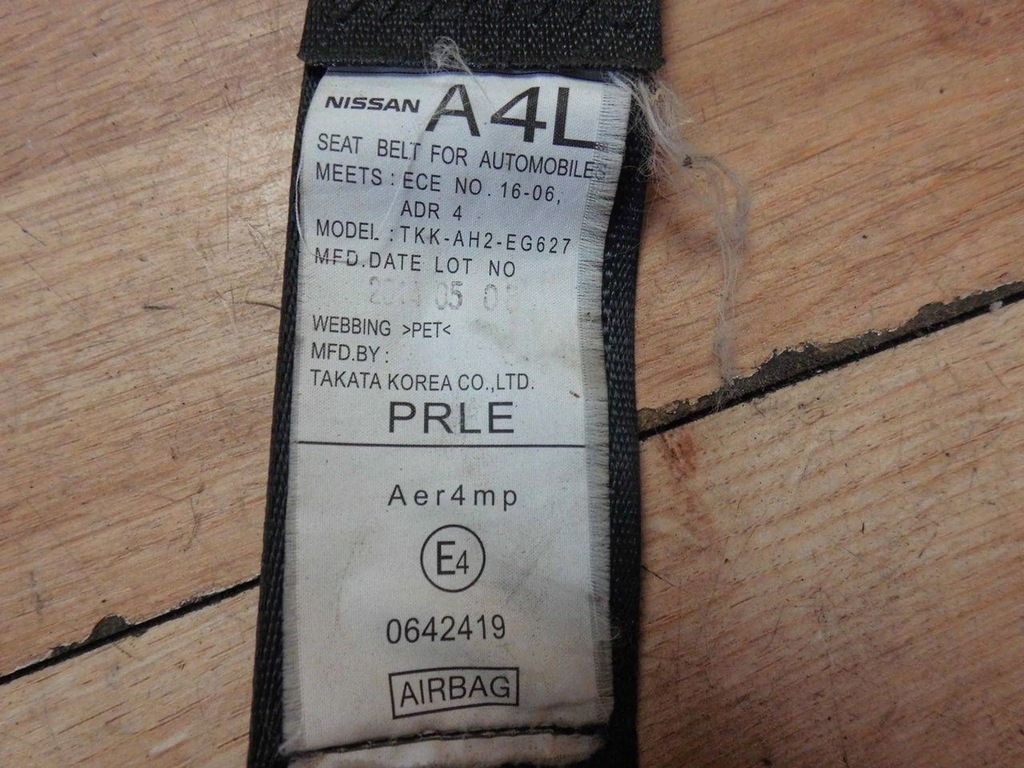 NISSAN A4L
SEAT BELT FOR AUTOMOBILES
MEETS : ECE NO. 16-06,
ADR 4
MODEL : TKK-AH2-EG627
MFD.DATE LOT NO
05
WEBBING >PET<
MFD.BY :
TAKATA KOREA CO.,LTD.
PRLE
Aer4mp
E4
0642419
AIRBAG